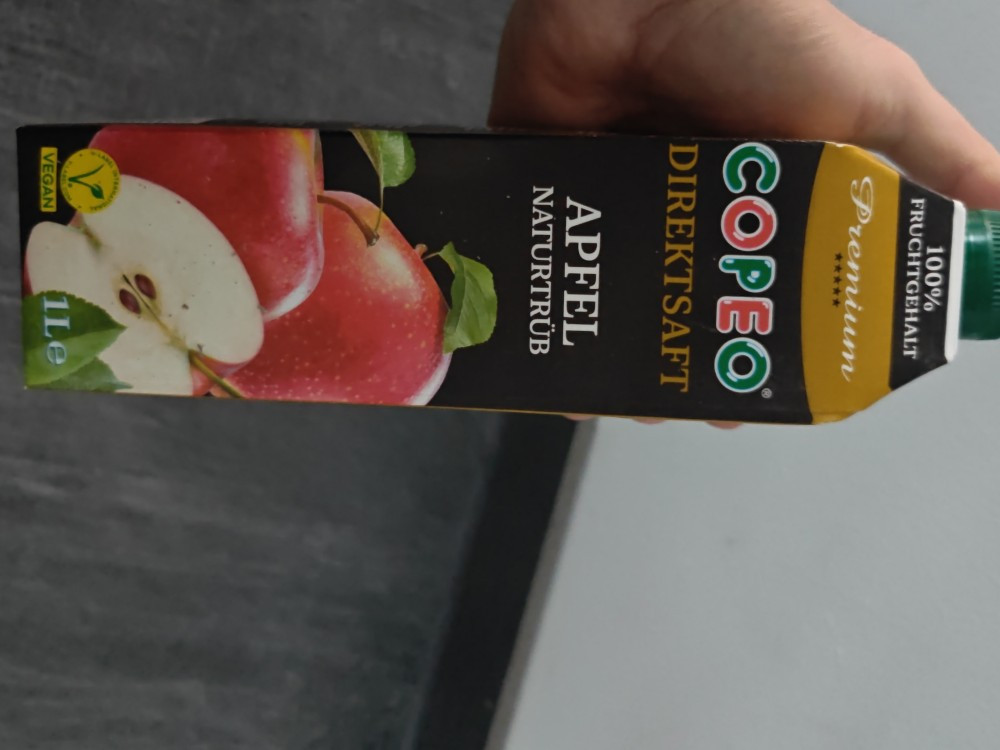 100%
FRUCHTGEHALT
Premium
★★★★★
COPEO®
DIREKTSAFT
APFEL
NATURTRÜB
VEGAN
1L e